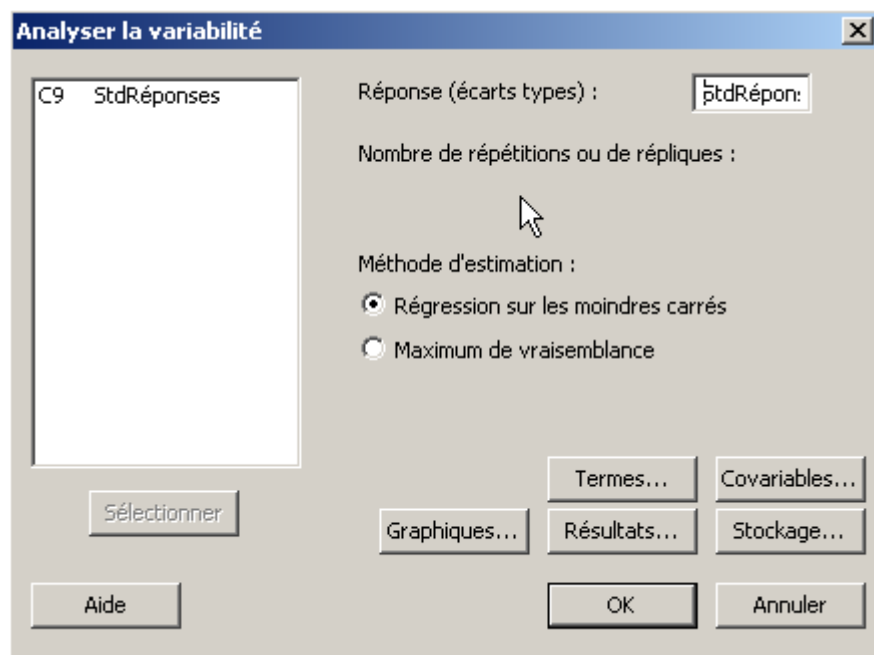 Analyser la variabilité
C9 StdRéponses
Réponse (écarts types) :
StdRépons
Nombre de répétitions ou de répliques :
Méthode d'estimation :
Régression sur les moindres carrés
Maximum de vraisemblance
Termes...
Covariables...
Sélectionner
Graphiques...
Résultats...
Stockage...
Aide
OK
Annuler